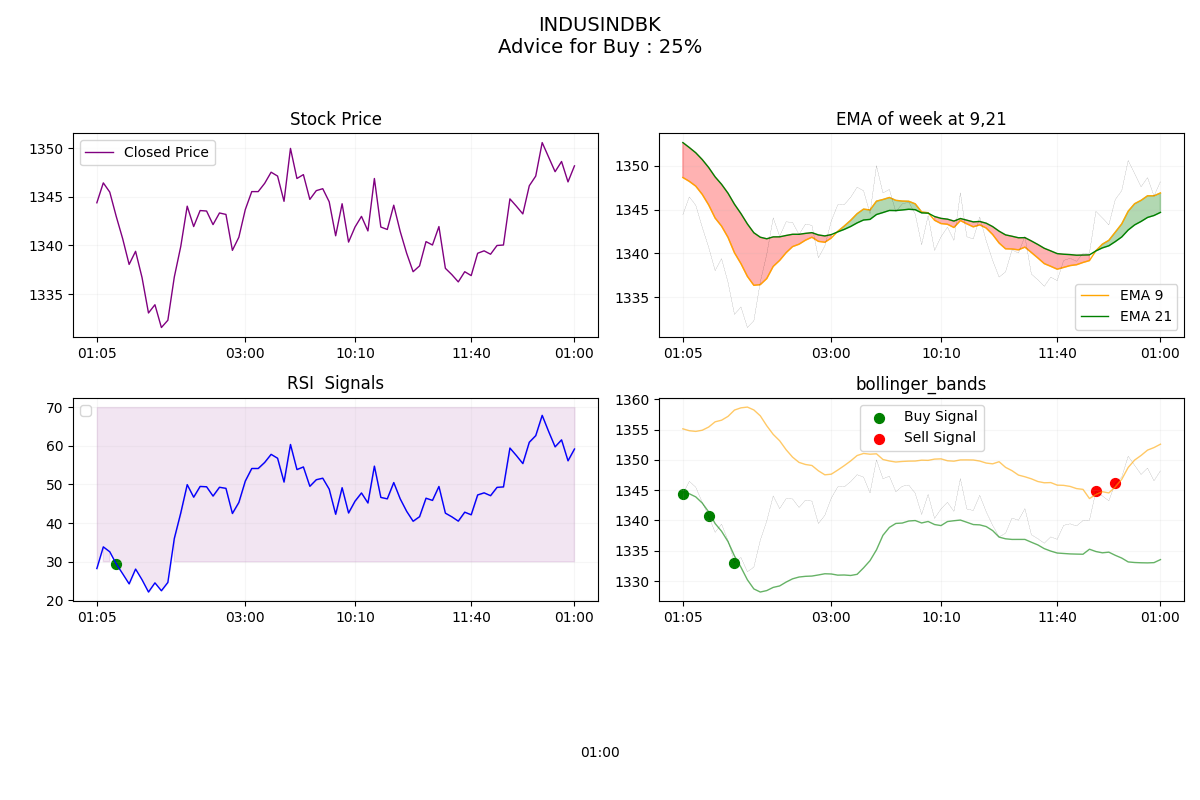 INDUSINDBK
Advice for Buy : 25%
Stock Price
Closed Price
1350
1345
1340
1335
01:05 03:00 10:10 11:40 01:00
EMA of week at 9,21
1350
1345
1340
1335
EMA 9
EMA 21
01:05 03:00 10:10 11:40 01:00
RSI  Signals
70
60
50
40
30
20
01:05 03:00 10:10 11:40 01:00
bollinger_bands
Buy Signal
Sell Signal
1360
1355
1350
1345
1340
1335
1330
01:05 03:00 10:10 11:40 01:00
01:00